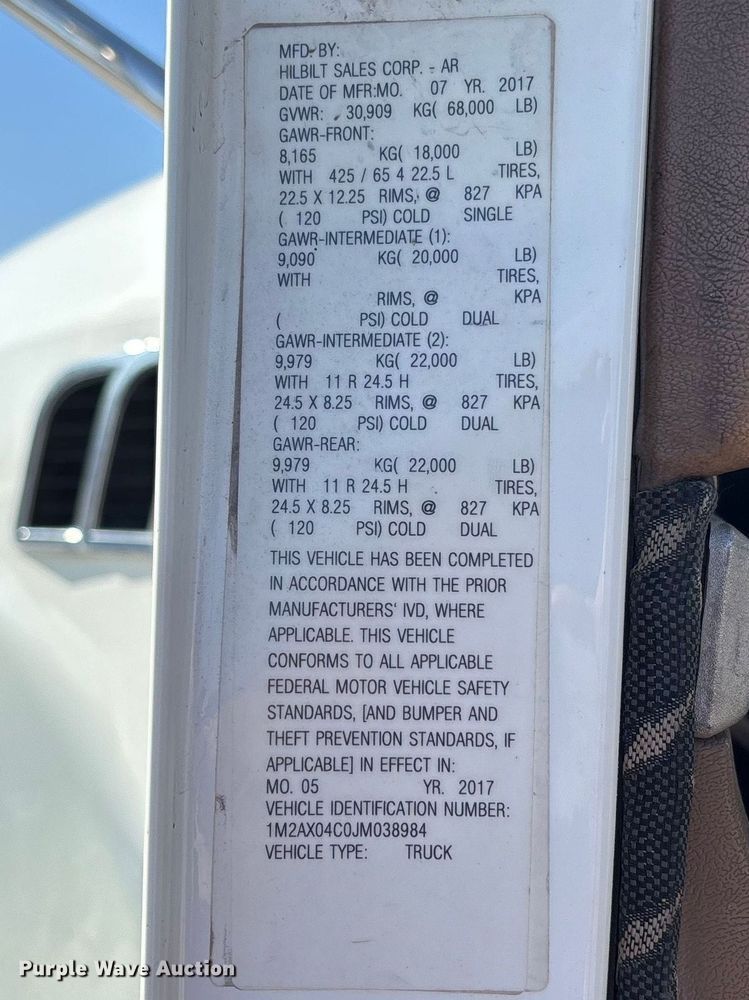 MFD. BY:
HILBILT SALES CORP. - AR
DATE OF MFR:MO. 07 YR. 2017
GVWR: 30,909 KG( 68,000 LB)
GAWR-FRONT:
8,165 KG( 18,000 LB)
WITH 425 / 65 4 22.5 L TIRES,
22.5 X 12.25 RIMS, @ 827 KPA
( 120 PSI) COLD SINGLE
GAWR-INTERMEDIATE (1):
9,090 KG( 20,000 LB)
WITH TIRES,
RIMS, @ KPA
( PSI) COLD DUAL
GAWR-INTERMEDIATE (2):
9,979 KG( 22,000 LB)
WITH 11 R 24.5 H TIRES,
24.5 X 8.25 RIMS, @ 827 KPA
( 120 PSI) COLD DUAL
GAWR-REAR:
9,979 KG( 22,000 LB)
WITH 11 R 24.5 H TIRES,
24.5 X 8.25 RIMS, @ 827 KPA
( 120 PSI) COLD DUAL
THIS VEHICLE HAS BEEN COMPLETED
IN ACCORDANCE WITH THE PRIOR
MANUFACTURERS' IVD, WHERE
APPLICABLE. THIS VEHICLE
CONFORMS TO ALL APPLICABLE
FEDERAL MOTOR VEHICLE SAFETY
STANDARDS, [AND BUMPER AND
THEFT PREVENTION STANDARDS, IF
APPLICABLE] IN EFFECT IN:
MO. 05 YR. 2017
VEHICLE IDENTIFICATION NUMBER:
1M2AX04C0JM038984
VEHICLE TYPE: TRUCK
Purple Wave Auction